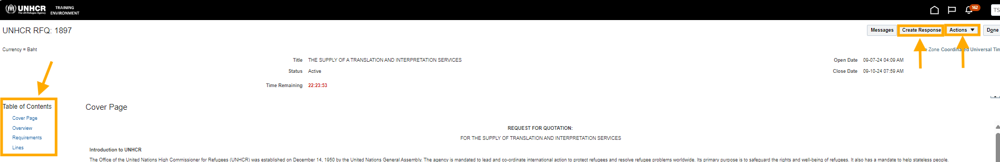 UNHCR
The UN Refugee Agency
TRAINING
ENVIRONMENT
162
TS
UNHCR RFQ: 1897
Messages Create Response Actions Done
Currency = Baht
Zone Coordinated Universal Tim
Title THE SUPPLY OF A TRANSLATION AND INTERPRETATION SERVICES
Open Date 09-07-24 04:09 AM
Status Active
Close Date 09-10-24 07:59 AM
Time Remaining 22:23:53
Table of Contents
Cover Page
Overview
Requirements
Lines
Cover Page
REQUEST FOR QUOTATION:
FOR THE SUPPLY OF TRANSLATION AND INTERPRETATION SERVICES
Introduction to UNHCR
The Office of the United Nations High Commissioner for Refugees (UNHCR) was established on December 14, 1950 by the United Nations General Assembly. The agency is mandated to lead and co-ordinate international action to protect refugees and resolve refugee problems worldwide. Its primary purpose is to safeguard the rights and well-being of refugees. It also has a mandate to help stateless people.